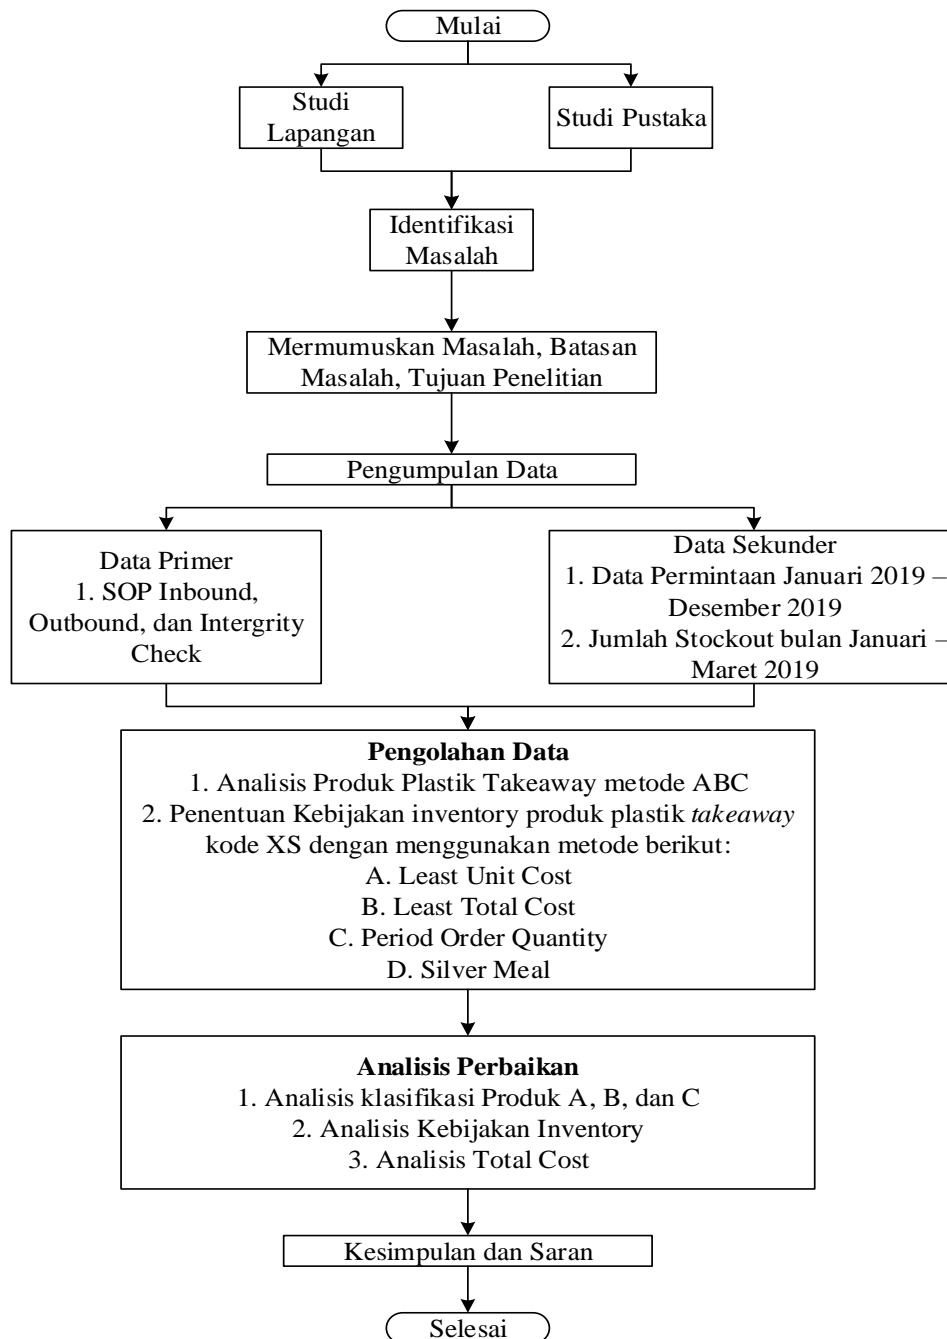 Mulai
Studi
Lapangan
Studi Pustaka
Identifikasi
Masalah
Mermumuskan Masalah, Batasan
Masalah, Tujuan Penelitian
Pengumpulan Data
Data Primer
1. SOP Inbound,
Outbound, dan Intergrity
Check
Data Sekunder
1. Data Permintaan Januari 2019 –
Desember 2019
2. Jumlah Stockout bulan Januari –
Maret 2019
Pengolahan Data
1. Analisis Produk Plastik Takeaway metode ABC
2. Penentuan Kebijakan inventory produk plastik takeaway
kode XS dengan menggunakan metode berikut:
A. Least Unit Cost
B. Least Total Cost
C. Period Order Quantity
D. Silver Meal
Analisis Perbaikan
1. Analisis klasifikasi Produk A, B, dan C
2. Analisis Kebijakan Inventory
3. Analisis Total Cost
Kesimpulan dan Saran
Selesai